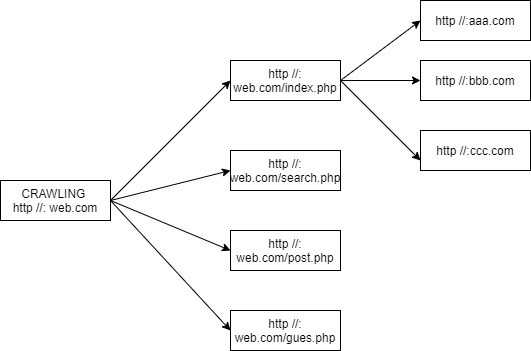 http //:aaa.com
http //:
web.com/index.php
http //:bbb.com
http //:ccc.com
http //:
web.com/search.php
CRAWLING
http //: web.com
http //:
web.com/post.php
http //:
web.com/gues.php